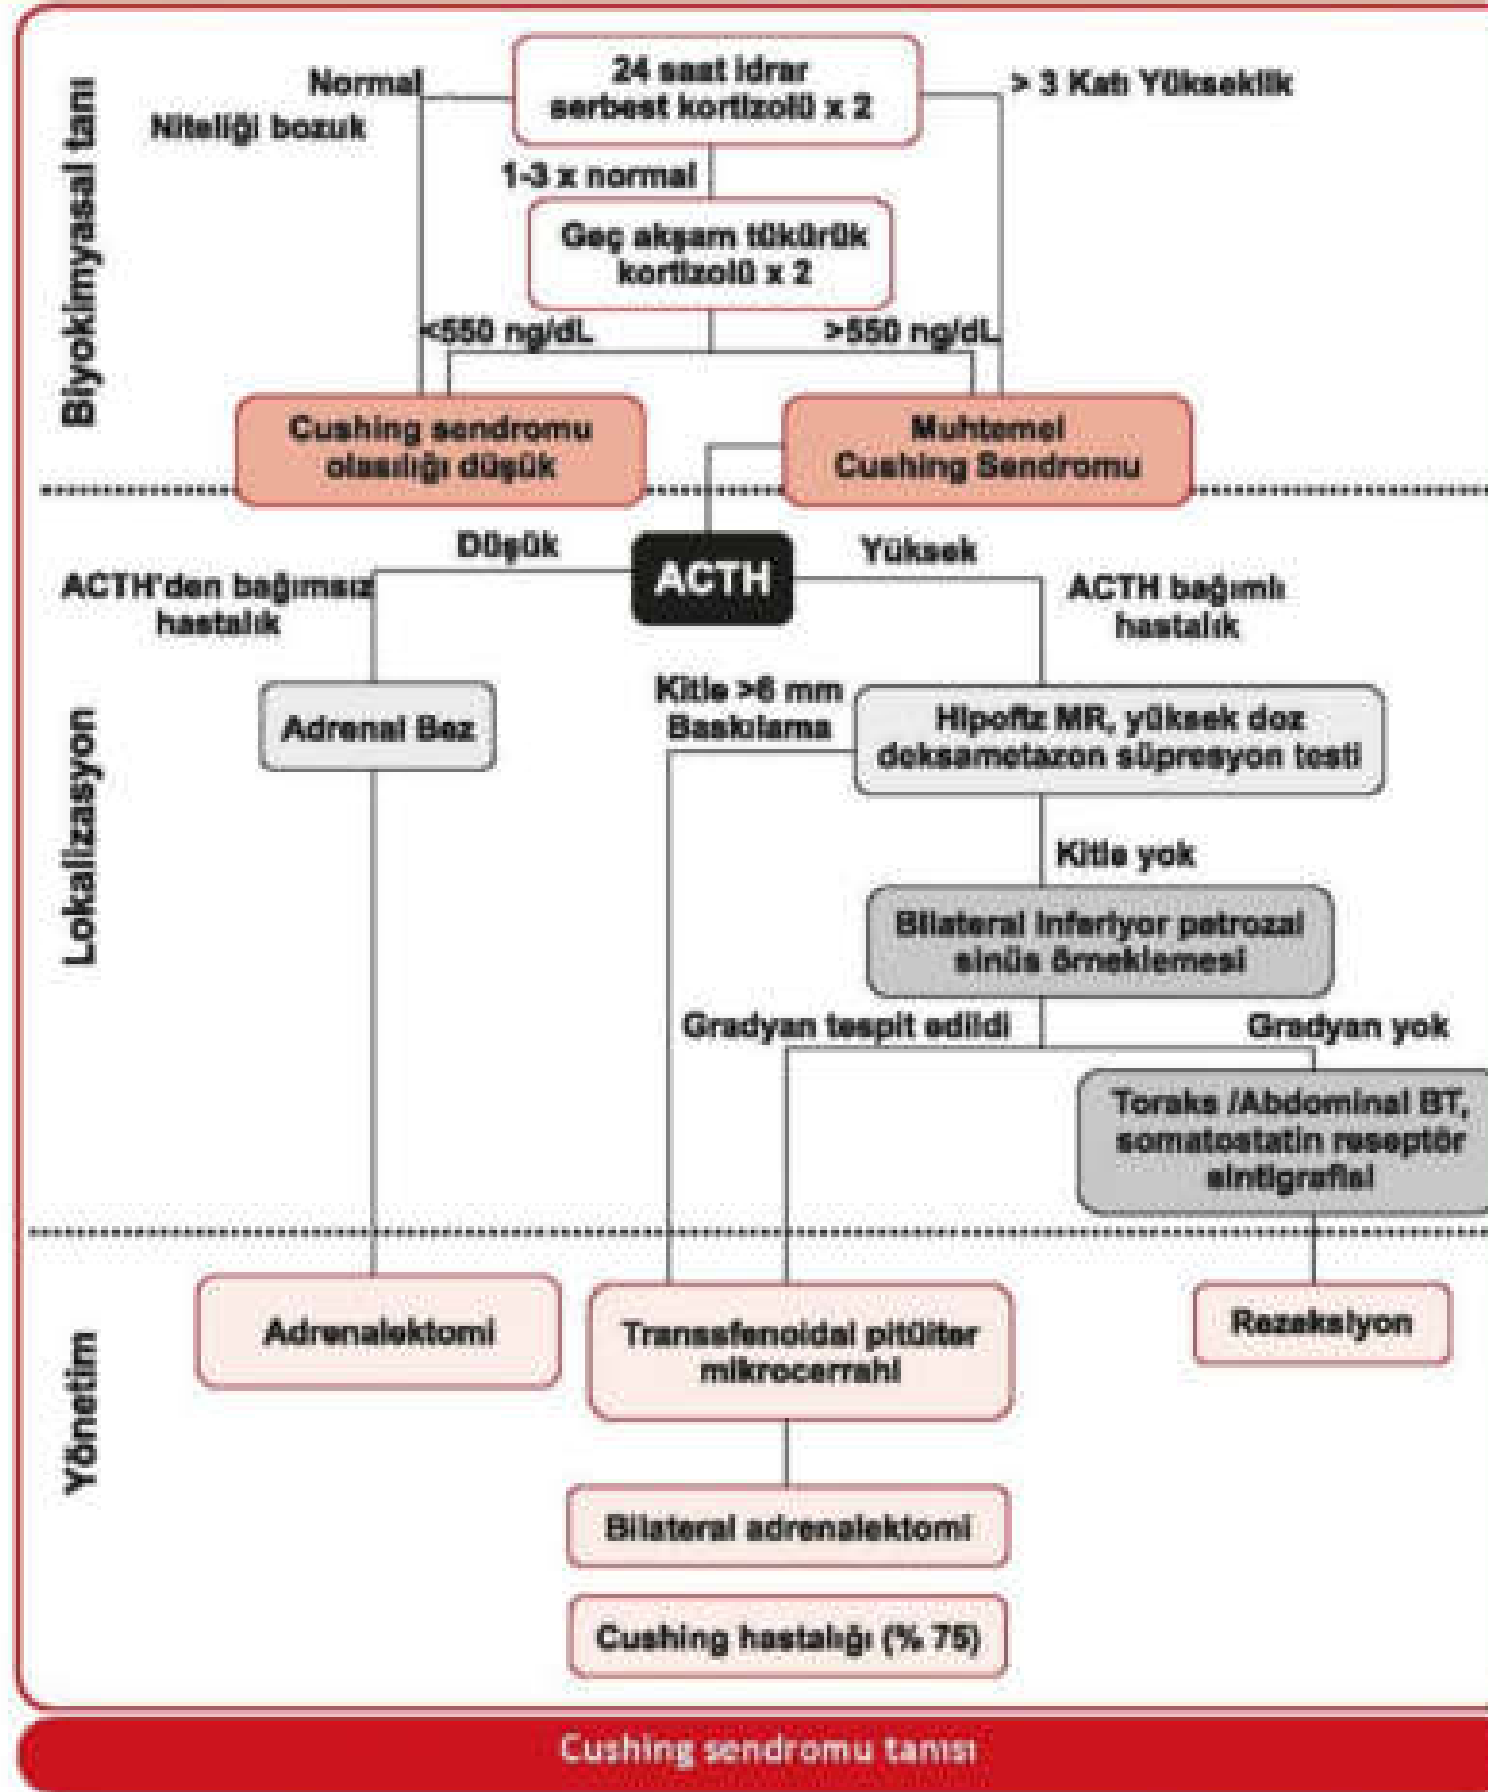 Biyokimyasal tanı
24 saat idrar
serbest kortizolü x 2
Normal
Niteliği bozuk
> 3 Katı Yükseklik
1-3 x normal
Geç akşam tükürük
kortizolü x 2
<550 ng/dL
>550 ng/dL
Cushing sendromu
olasılığı düşük
Muhtemel
Cushing Sendromu
Lokalizasyon
Düşük
ACTH
Yüksek
ACTH'den bağımsız
hastalık
ACTH bağımlı
hastalık
Adrenal Bez
Kitle >6 mm
Baskılama
Hipofiz MR, yüksek doz
deksametazon süpresyon testi
Kitle yok
Bilateral inferiyor petrozal
sinüs örneklemesi
Gradyan tespit edildi
Gradyan yok
Toraks /Abdominal BT,
somatostatin reseptör
sintigrafisi
Yönetim
Adrenalektomi
Transsfenoidal pitüiter
mikrocerrahi
Rezeksiyon
Bilateral adrenalektomi
Cushing hastalığı (% 75)
Cushing sendromu tanısı